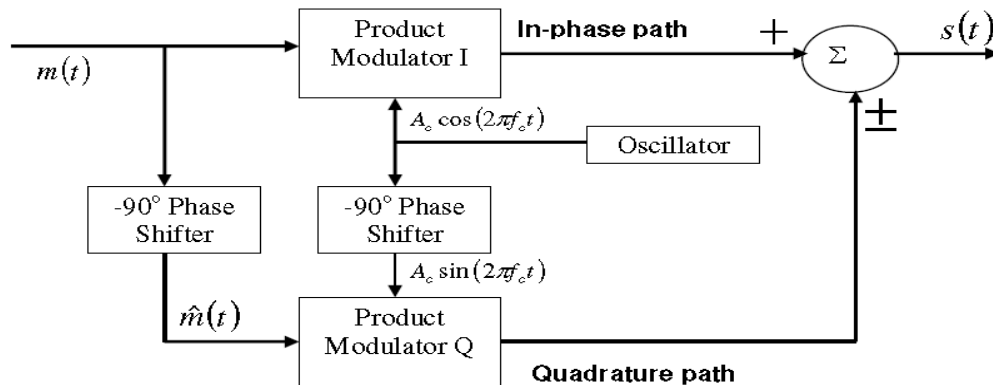 Product
Modulator I
In-phase path
+
s(t)
m(t)
Σ
A_c cos(2πf_c t)
±
Oscillator
-90° Phase
Shifter
-90° Phase
Shifter
A_c sin(2πf_c t)
m̂(t)
Product
Modulator Q
Quadrature path